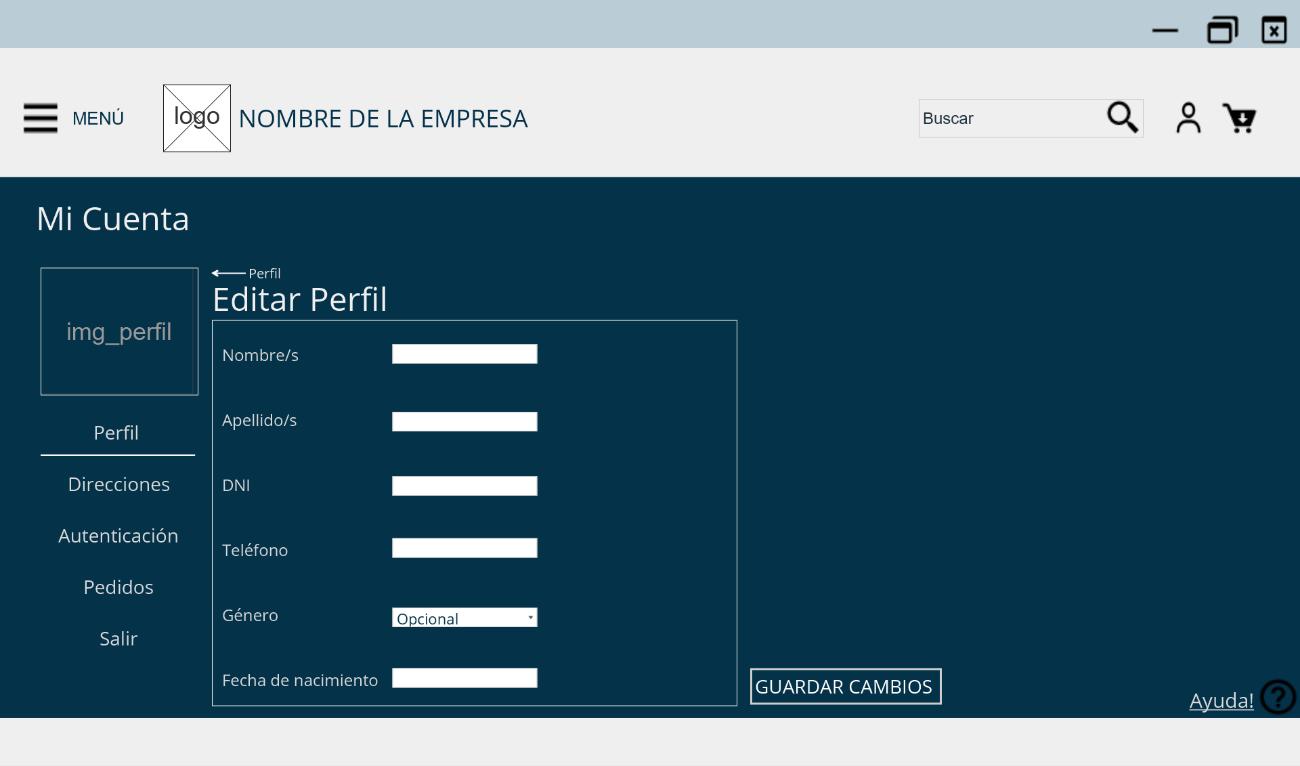 MENÚ
logo
NOMBRE DE LA EMPRESA
Buscar
Mi Cuenta
img_perfil
Perfil
Direcciones
Autenticación
Pedidos
Salir
Perfil
Editar Perfil
Nombre/s
Apellido/s
DNI
Teléfono
Género
Opcional
Fecha de nacimiento
GUARDAR CAMBIOS
Ayuda!
?